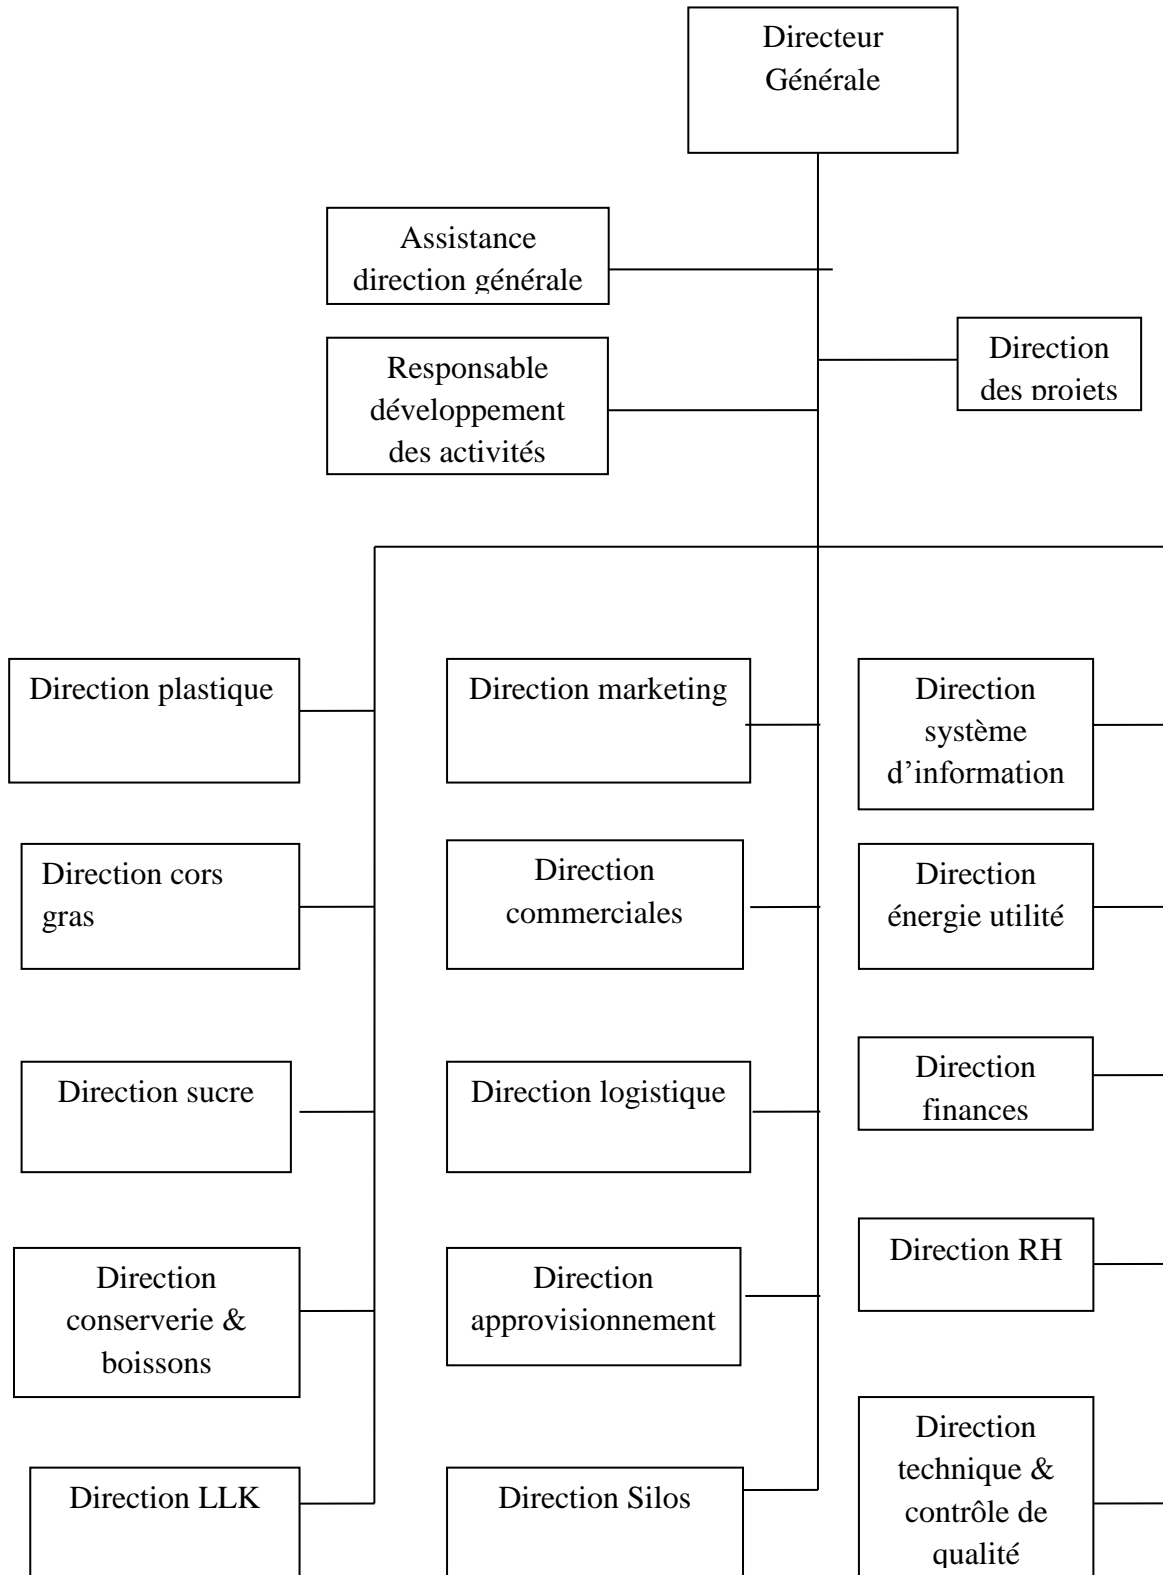 Directeur
Générale
Assistance
direction générale
Responsable
développement
des activités
Direction
des projets
Direction plastique
Direction marketing
Direction
système
d’information
Direction cors
gras
Direction
commerciales
Direction
énergie utilité
Direction sucre
Direction logistique
Direction
finances
Direction
conserverie &
boissons
Direction
approvisionnement
Direction RH
Direction LLK
Direction Silos
Direction
technique &
contrôle de
qualité